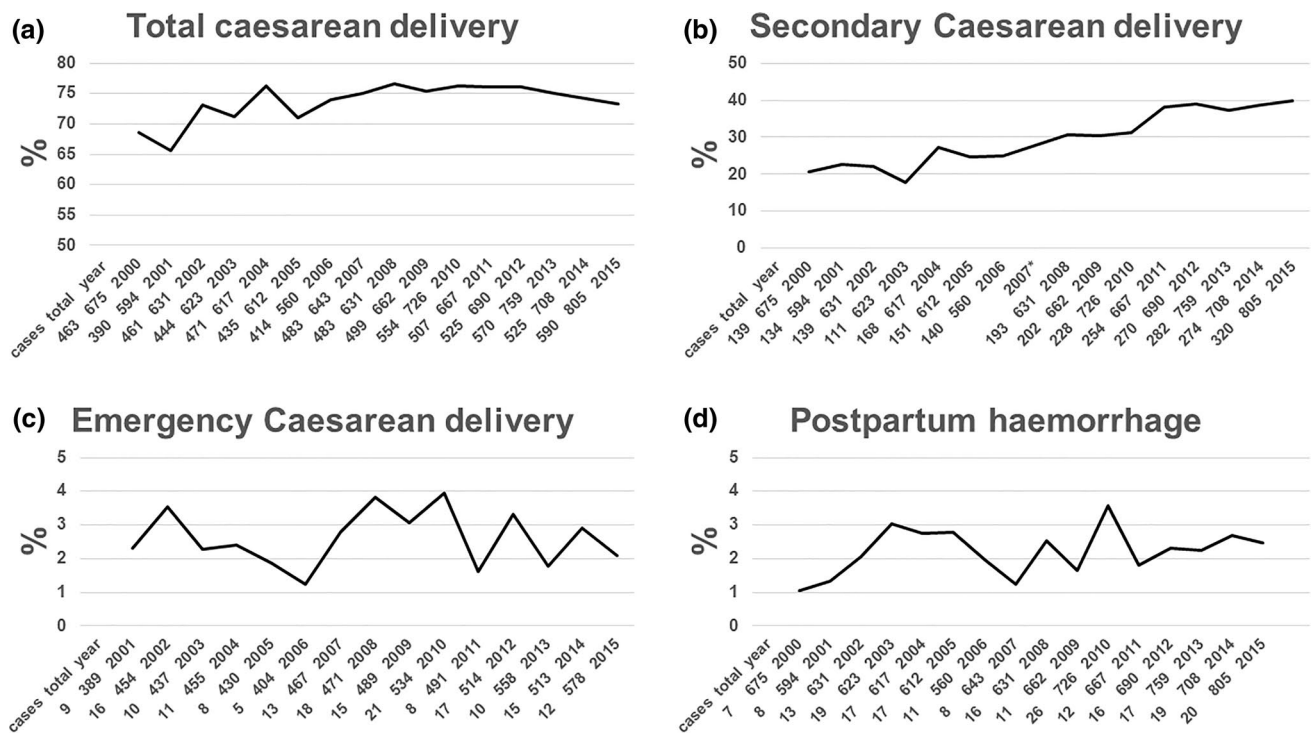 (a) Total caesarean delivery
80
75
70
65
60
55
50
%
cases total year
463 675 2000
390 594 2001
461 631 2002
444 623 2003
471 617 2004
435 612 2005
414 560 2006
483 643 2007
483 631 2008
499 662 2009
554 726 2010
507 667 2011
525 690 2012
570 759 2013
525 708 2014
590 805 2015
(b) Secondary Caesarean delivery
50
40
30
20
10
0
%
cases total year
139 675 2000
134 594 2001
139 631 2002
111 623 2003
168 617 2004
151 612 2005
140 560 2006
2007*
193 631 2008
202 662 2009
228 726 2010
254 667 2011
270 690 2012
282 759 2013
274 708 2014
320 805 2015
(c) Emergency Caesarean delivery
5
4
3
2
1
0
%
cases total year
9 389 2001
16 454 2002
10 437 2003
11 455 2004
8 430 2005
5 404 2006
13 467 2007
18 471 2008
15 489 2009
21 534 2010
8 491 2011
17 514 2012
10 558 2013
15 513 2014
12 578 2015
(d) Postpartum haemorrhage
5
4
3
2
1
0
%
cases total year
7 675 2000
8 594 2001
13 631 2002
19 623 2003
17 617 2004
17 612 2005
11 560 2006
8 643 2007
16 631 2008
11 662 2009
26 726 2010
12 667 2011
16 690 2012
17 759 2013
19 708 2014
20 805 2015